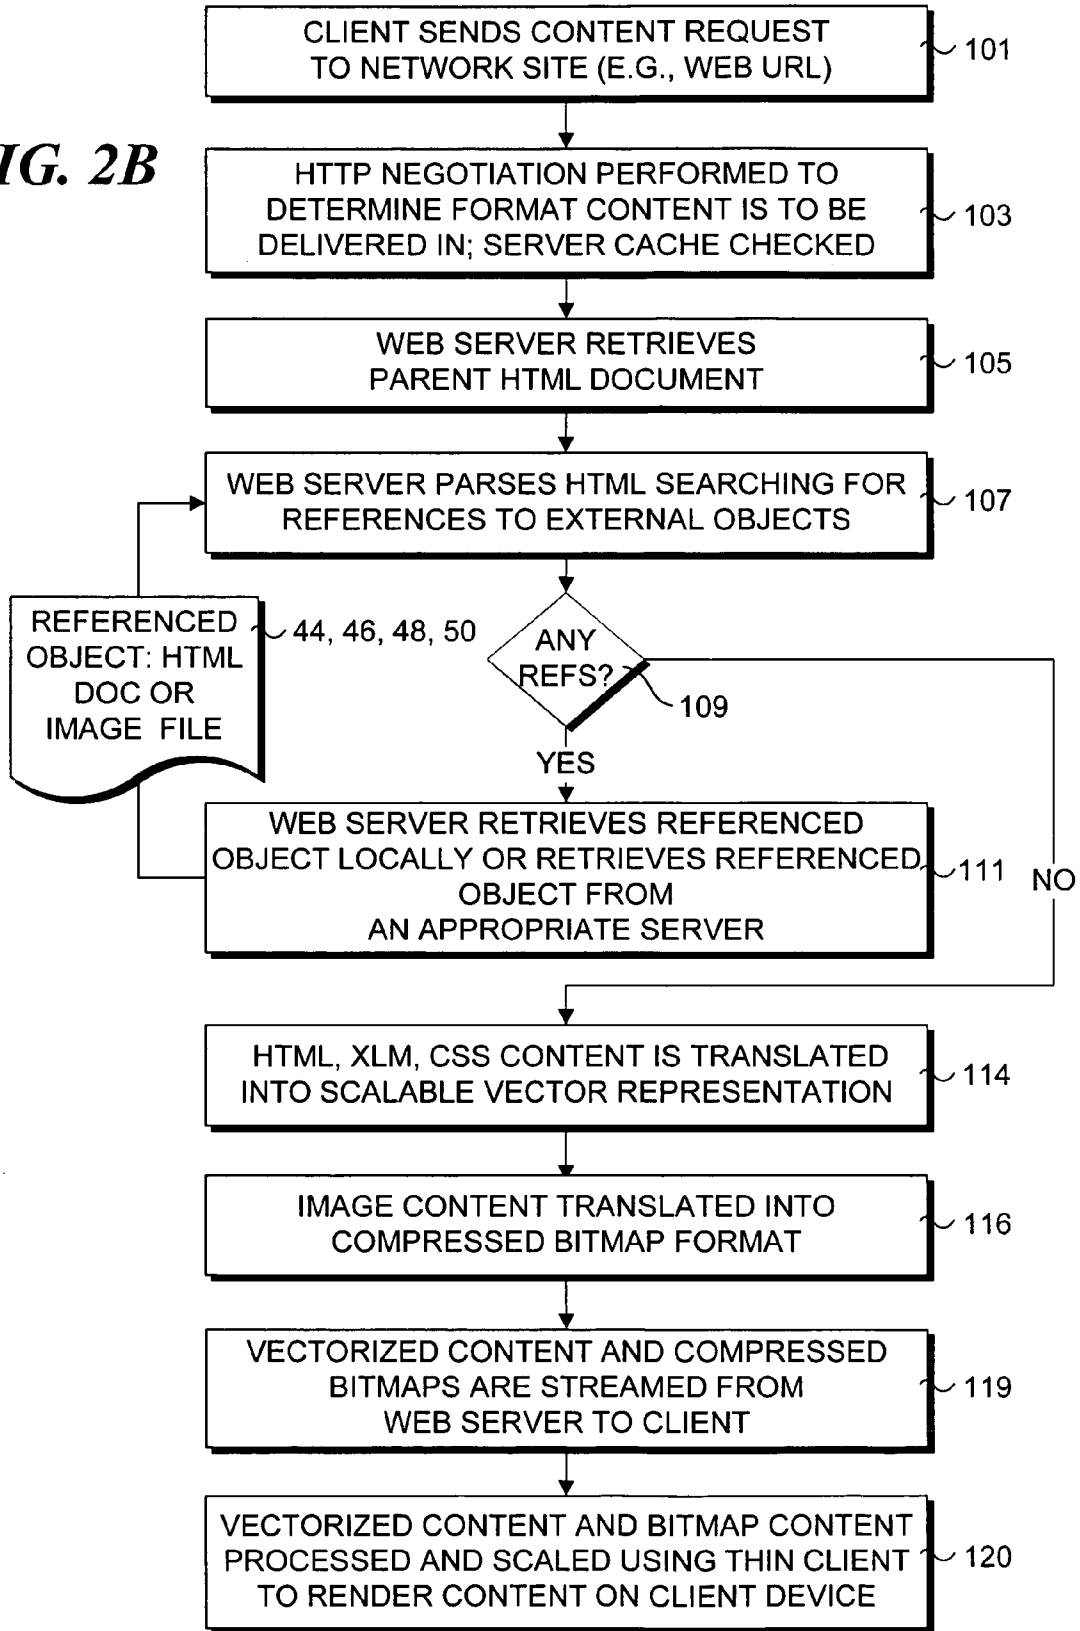 CLIENT SENDS CONTENT REQUEST
TO NETWORK SITE (E.G., WEB URL)
101
IG. 2B
HTTP NEGOTIATION PERFORMED TO
DETERMINE FORMAT CONTENT IS TO BE
DELIVERED IN; SERVER CACHE CHECKED
103
WEB SERVER RETRIEVES
PARENT HTML DOCUMENT
105
WEB SERVER PARSES HTML SEARCHING FOR
REFERENCES TO EXTERNAL OBJECTS
107
REFERENCED
OBJECT: HTML
DOC OR
IMAGE FILE
44, 46, 48, 50
ANY
REFS?
109
YES
WEB SERVER RETRIEVES REFERENCED
OBJECT LOCALLY OR RETRIEVES REFERENCED
OBJECT FROM
AN APPROPRIATE SERVER
111
NO
HTML, XLM, CSS CONTENT IS TRANSLATED
INTO SCALABLE VECTOR REPRESENTATION
114
IMAGE CONTENT TRANSLATED INTO
COMPRESSED BITMAP FORMAT
116
VECTORIZED CONTENT AND COMPRESSED
BITMAPS ARE STREAMED FROM
WEB SERVER TO CLIENT
119
VECTORIZED CONTENT AND BITMAP CONTENT
PROCESSED AND SCALED USING THIN CLIENT
TO RENDER CONTENT ON CLIENT DEVICE
120